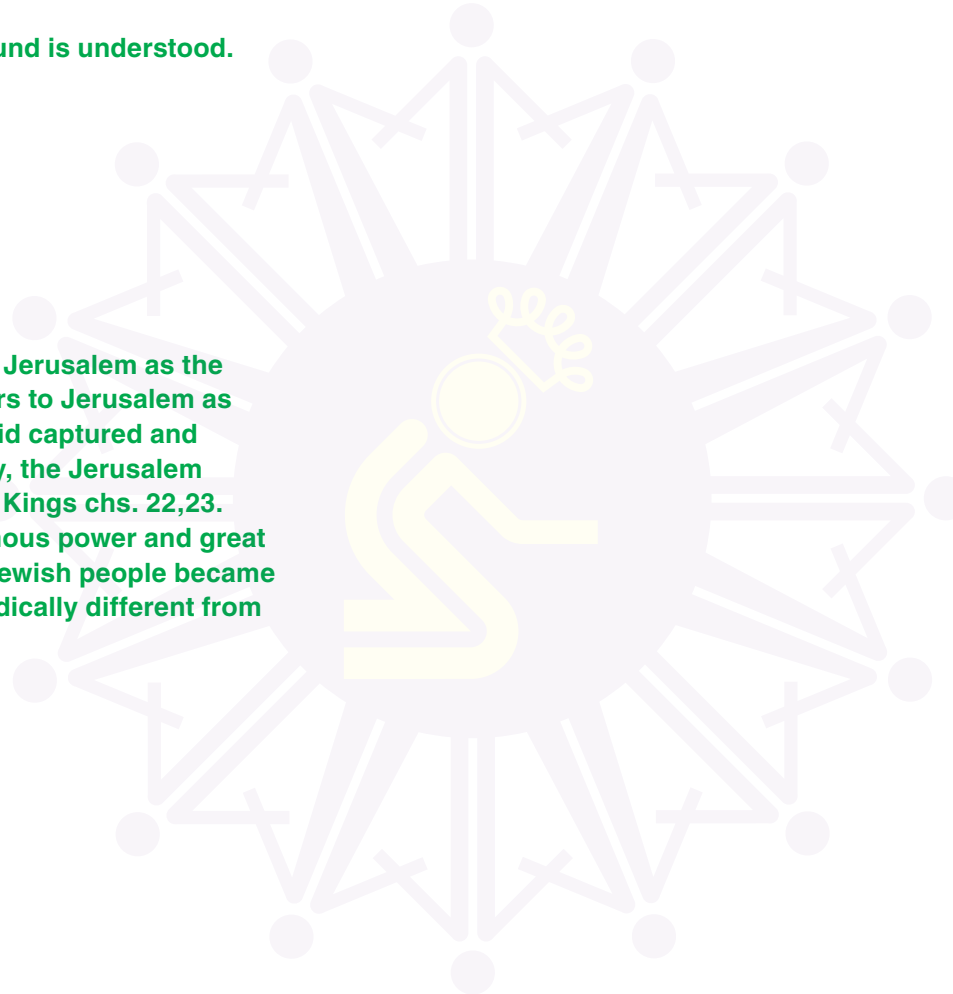 und is understood.
Jerusalem as the
rs to Jerusalem as
id captured and
y, the Jerusalem
Kings chs. 22,23.
nous power and great
ewish people became
dically different from